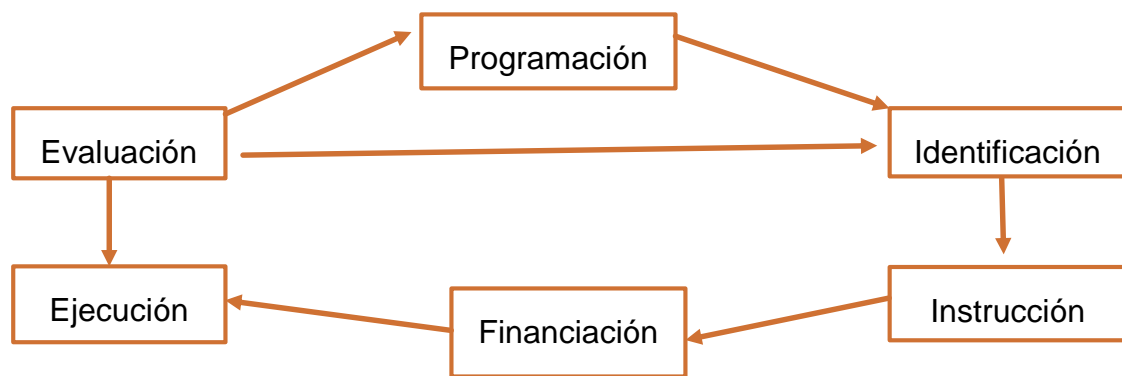 Programación
Evaluación
Identificación
Ejecución
Financiación
Instrucción